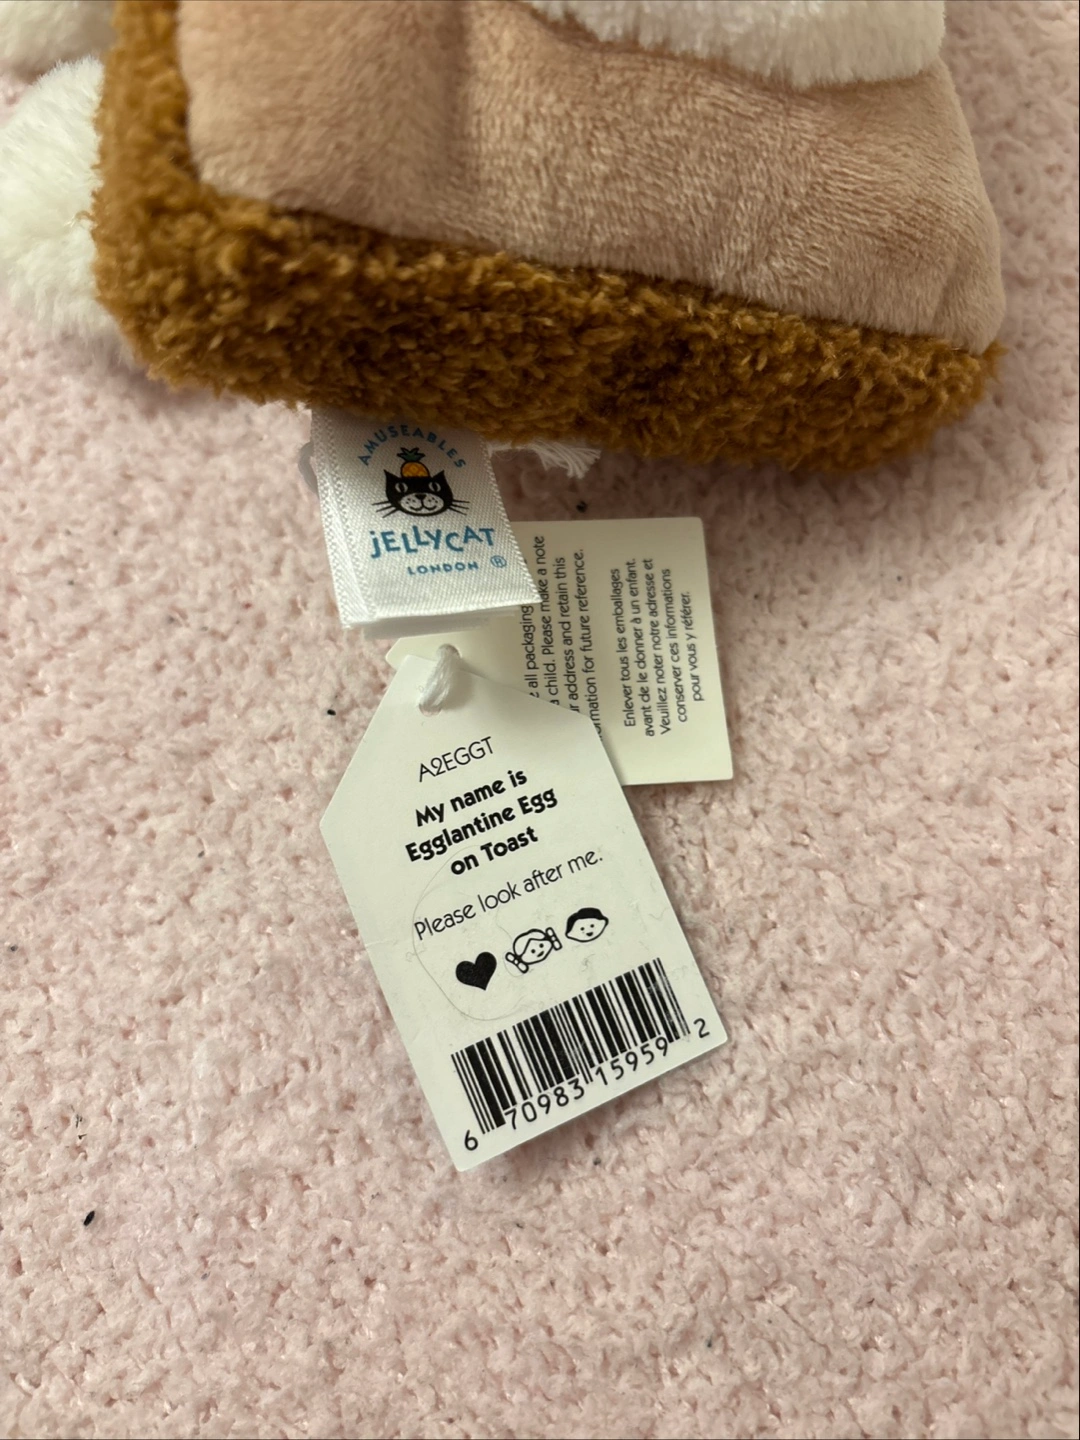 AMUSEABLES
JELLYCAT
LONDON ®
all packaging
a child. Please make a note
address and retain this
for future reference.
Enlever tous les emballages
avant de le donner à un enfant.
Veuillez noter notre adresse et
conserver ces informations
pour vous y référer.
A2EGGT
My name is
Egglantine Egg
on Toast
Please look after me.
6 70983 15959 2